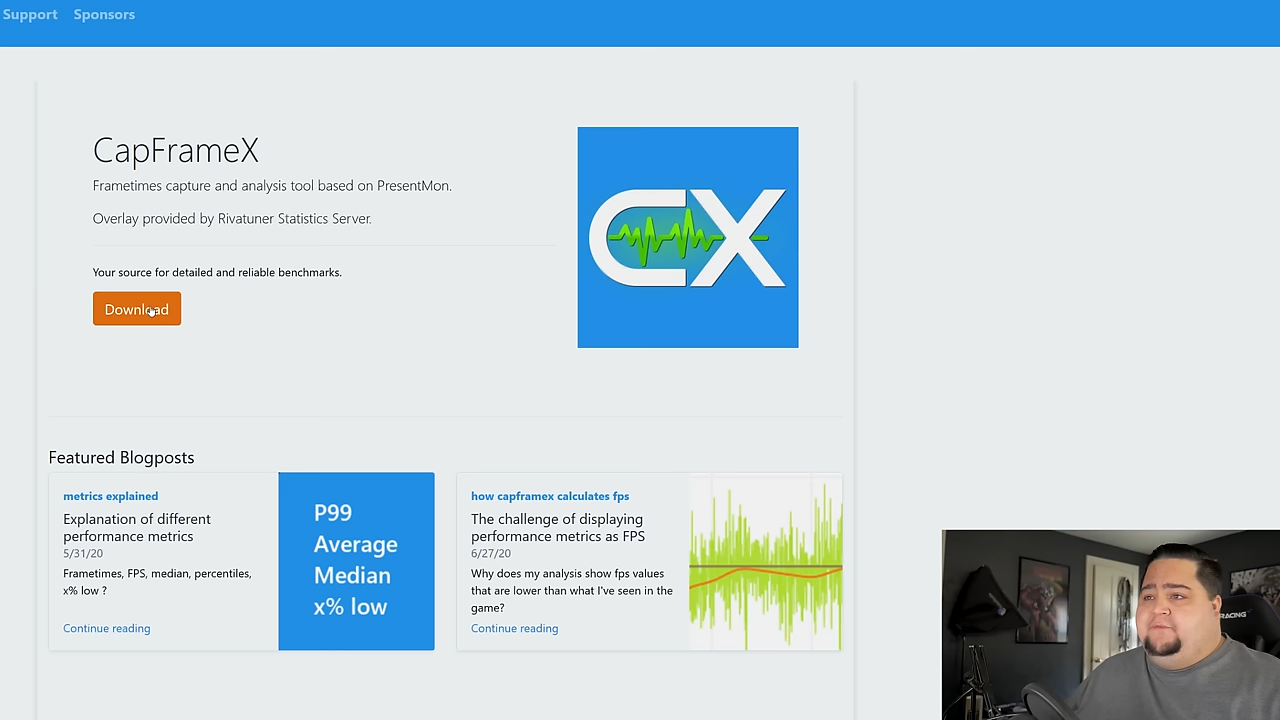 Support Sponsors
CapFrameX
Frametimes capture and analysis tool based on PresentMon.
Overlay provided by Rivatuner Statistics Server.
Your source for detailed and reliable benchmarks.
Download
CX
Featured Blogposts
metrics explained
Explanation of different
performance metrics
5/31/20
Frametimes, FPS, median, percentiles,
x% low ?
Continue reading
P99
Average
Median
x% low
how capframex calculates fps
The challenge of displaying
performance metrics as FPS
6/27/20
Why does my analysis show fps values
that are lower than what I've seen in the
game?
Continue reading
RACING